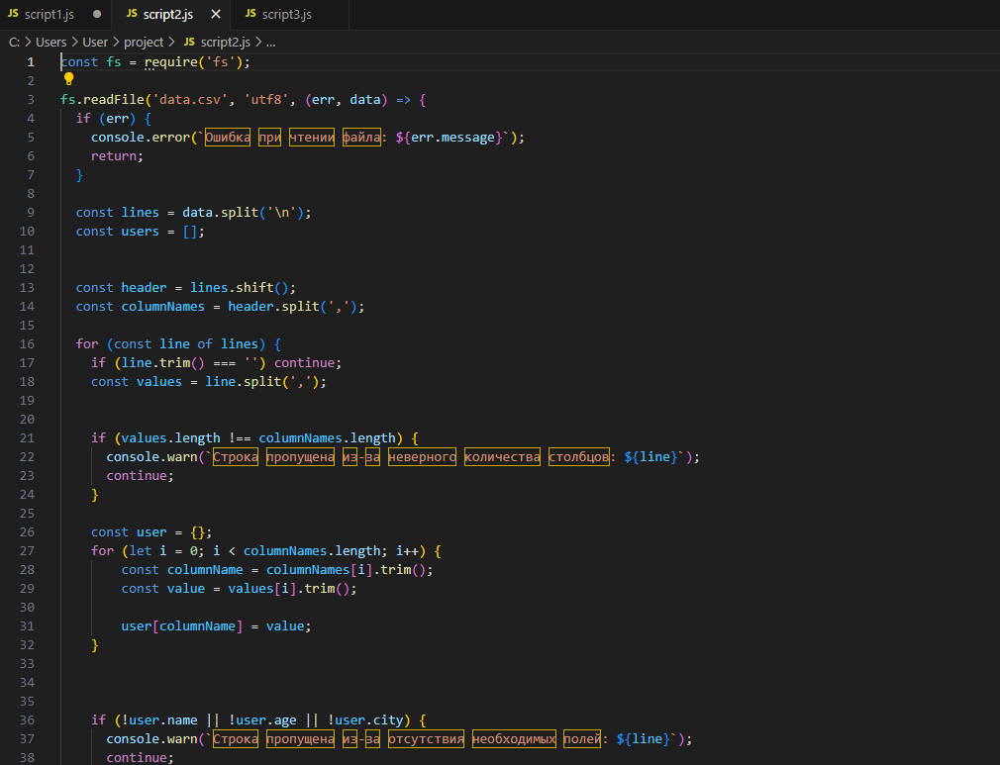 JS script1.js ● JS script2.js × JS script3.js
C: > Users > User > project > JS script2.js > ...
1 const fs = require('fs');
2
3 fs.readFile('data.csv', 'utf8', (err, data) => {
4 if (err) {
5 console.error(`Ошибка при чтении файла: ${err.message}`);
6 return;
7 }
8
9 const lines = data.split('\n');
10 const users = [];
11
12
13 const header = lines.shift();
14 const columnNames = header.split(',');
15
16 for (const line of lines) {
17 if (line.trim() === '') continue;
18 const values = line.split(',');
19
20
21 if (values.length !== columnNames.length) {
22 console.warn(`Строка пропущена из-за неверного количества столбцов: ${line}`);
23 continue;
24 }
25
26 const user = {};
27 for (let i = 0; i < columnNames.length; i++) {
28 const columnName = columnNames[i].trim();
29 const value = values[i].trim();
30
31 user[columnName] = value;
32 }
33
34
35
36 if (!user.name || !user.age || !user.city) {
37 console.warn(`Строка пропущена из-за отсутствия необходимых полей: ${line}`);
38 continue;